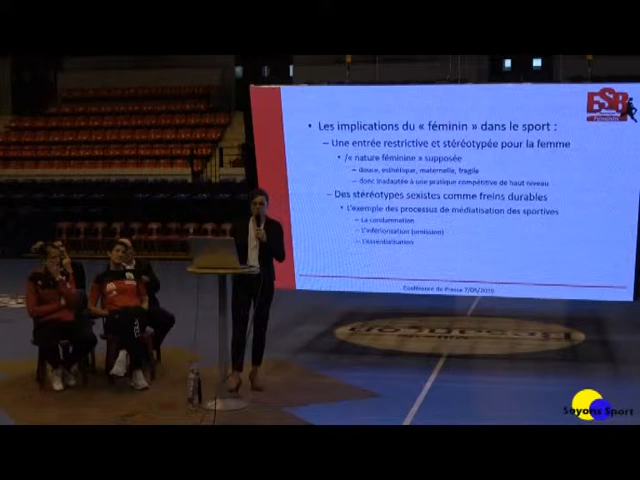 ESB
• Les implications du « féminin » dans le sport :
– Une entrée restrictive et stéréotypée pour la femme
• /« nature féminine » supposée
– douce, esthétique, maternelle, fragile
– donc inadaptée à une pratique compétitive de haut niveau
– Des stéréotypes sexistes comme freins durables
• L'exemple des processus de médiatisation des sportives
– La condamnation
– L'infériorisation (omission)
– L'essentialisation
Conférence de Presse
Soyons Sport